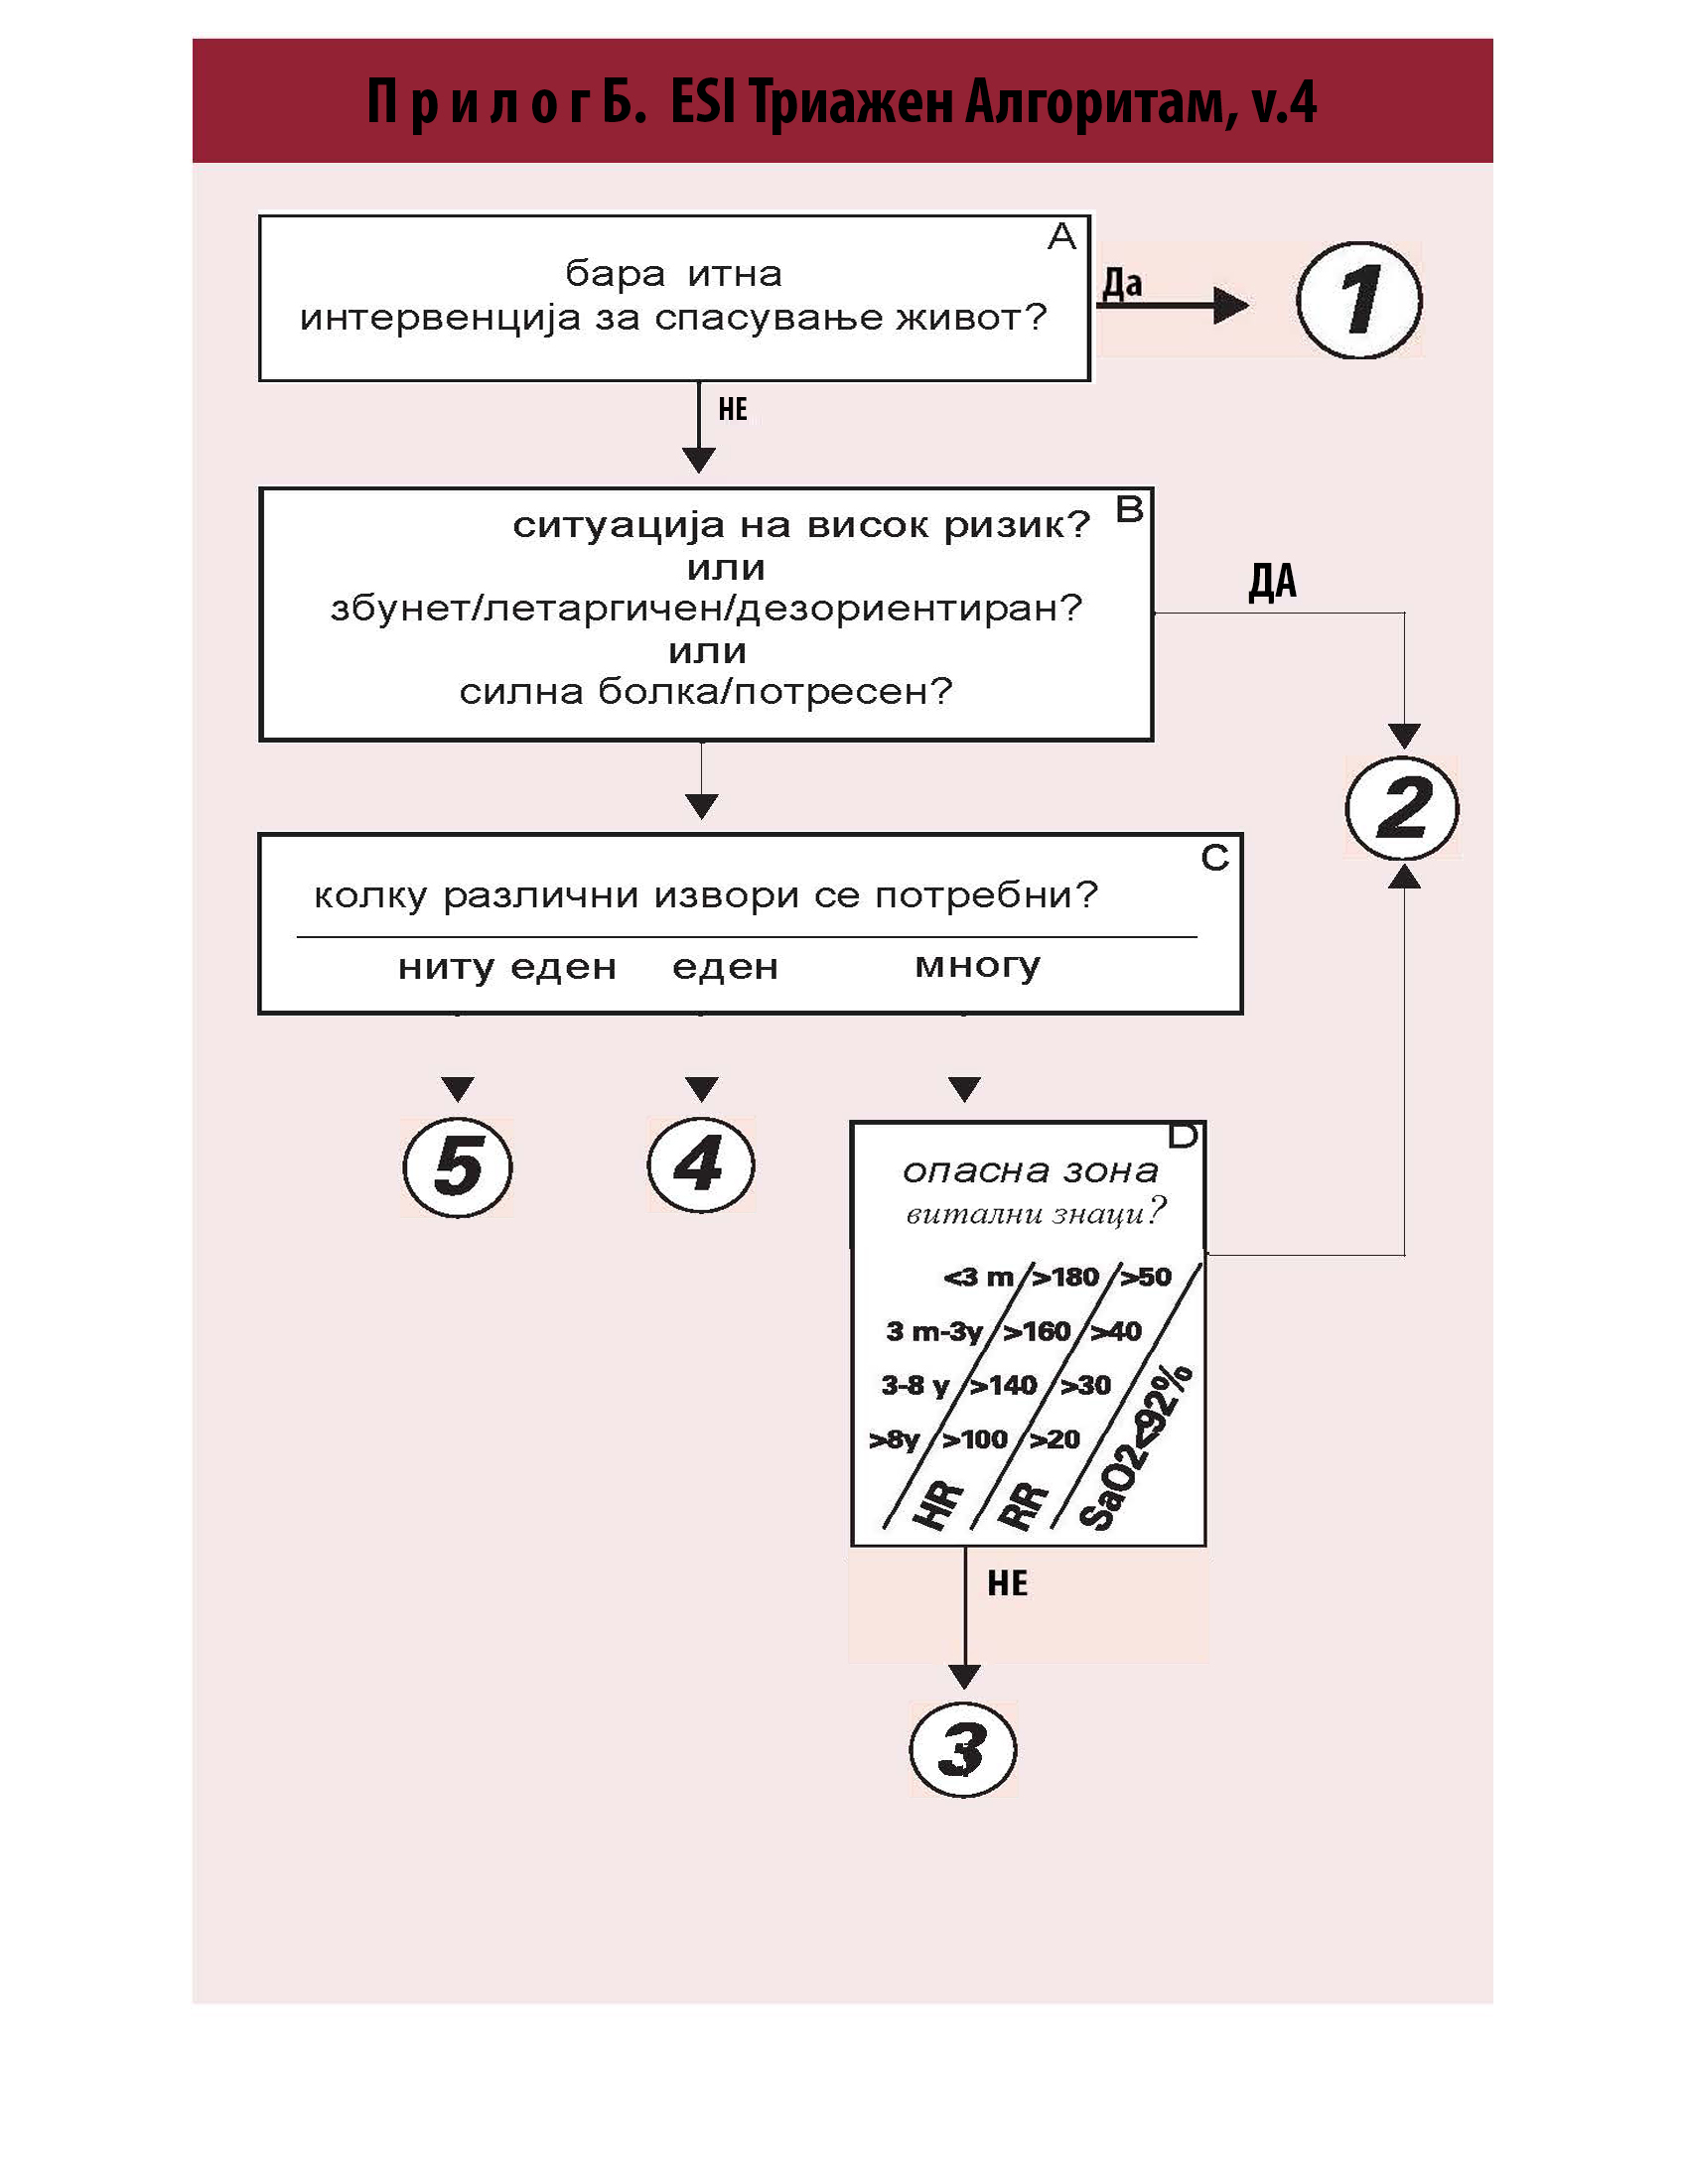 П р и л о г Б. ESI Триажен Алгоритам, v.4
A
бара итна
интервенција за спасување живот?
Да
1
НЕ
B
ситуација на висок ризик?
или
збунет/летаргичен/дезориентиран?
или
силна болка/потресен?
ДА
2
C
колку различни извори се потребни?
ниту еден еден многу
5
4
D
опасна зона
витални знаци?
<3 m >180 >50
3 m-3y >160 >40
3-8 y >140 >30
>8y >100 >20
HR RR SaO2<92%
НЕ
3